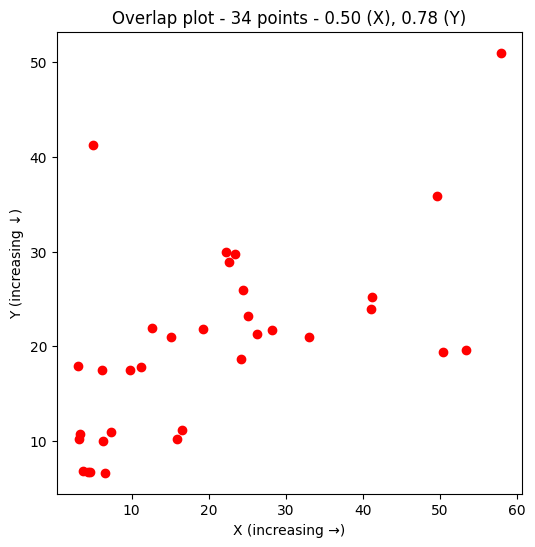 Overlap plot - 34 points - 0.50 (X), 0.78 (Y)
50
40
30
20
10
Y (increasing ↓)
10 20 30 40 50 60
X (increasing →)